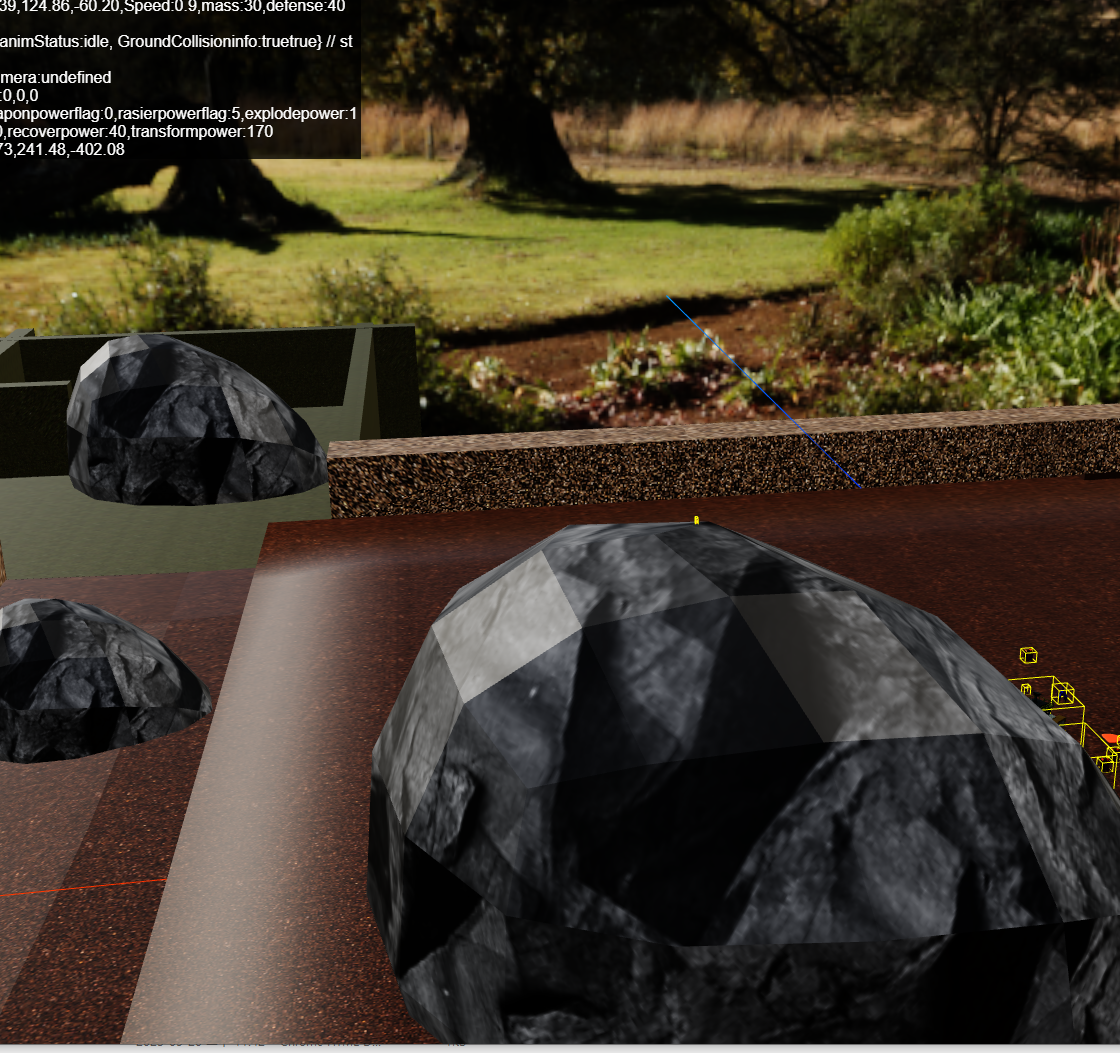 39,124.86,-60.20,Speed:0.9,mass:30,defense:40
animStatus:idle, GroundCollisioninfo:truetrue} // st
mera:undefined
:0,0,0
aponpowerflag:0,rasierpowerflag:5,explodepower:1
0,recoverpower:40,transformpower:170
73,241.48,-402.08